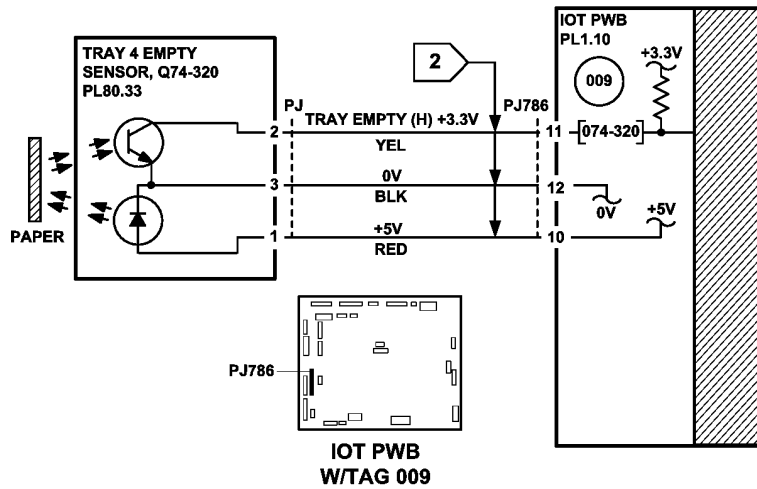 TRAY 4 EMPTY
SENSOR, Q74-320
PL80.33
PAPER
2
3
1
PJ
TRAY EMPTY (H) +3.3V
YEL
0V
BLK
+5V
RED
2
PJ786
11
12
10
IOT PWB
PL1.10
009
+3.3V
[074-320]
0V
+5V
PJ786
IOT PWB
W/TAG 009